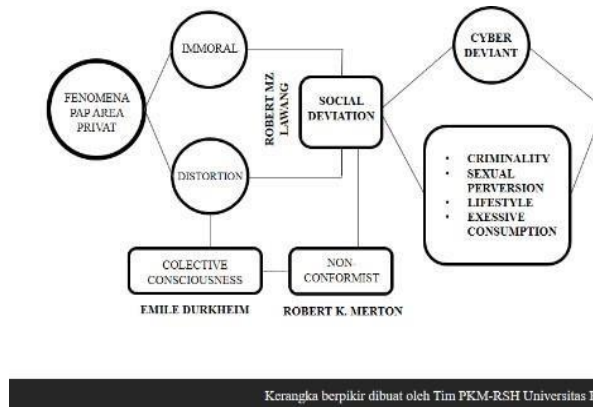 FENOMENA
PAP AREA
PRIVAT
IMMORAL
DISTORTION
ROBERT MZ
LAWANG
SOCIAL
DEVIATION
CYBER
DEVIANT
• CRIMINALITY
• SEXUAL
PERVERSION
• LIFESTYLE
• EXESSIVE
CONSUMPTION
COLECTIVE
CONSCIOUSNESS
NON
CONFORMIST
EMILE DURKHEIM
ROBERT K. MERTON
Kerangka berpikir dibuat oleh Tim PKM-RSH Universitas